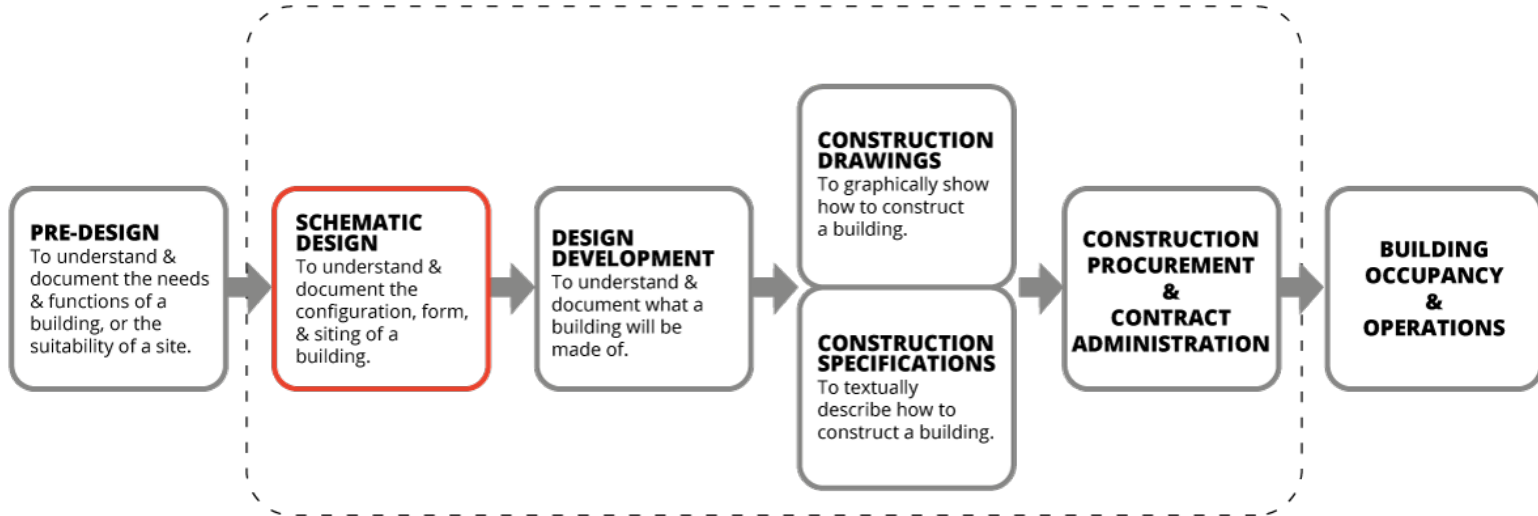 PRE-DESIGN
To understand &
document the needs
& functions of a
building, or the
suitability of a site.
SCHEMATIC
DESIGN
To understand &
document the
configuration, form,
& siting of a
building.
DESIGN
DEVELOPMENT
To understand &
document what a
building will be
made of.
CONSTRUCTION
DRAWINGS
To graphically show
how to construct
a building.
CONSTRUCTION
SPECIFICATIONS
To textually
describe how to
construct a building.
CONSTRUCTION
PROCUREMENT
&
CONTRACT
ADMINISTRATION
BUILDING
OCCUPANCY
&
OPERATIONS